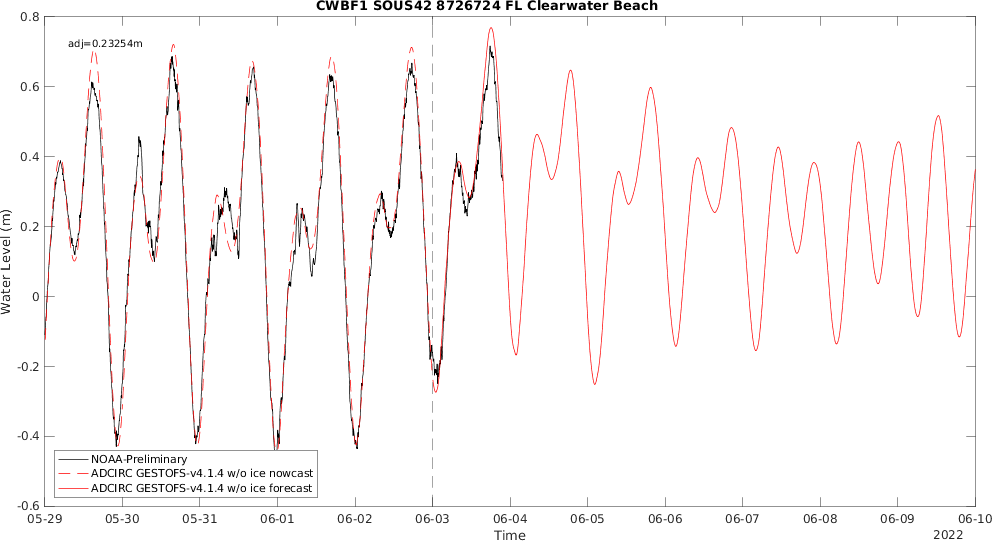 CWBF1 SOUS42 8726724 FL Clearwater Beach
adj=0.23254m
0.8
0.6
0.4
0.2
0
-0.2
-0.4
-0.6
Water Level (m)
NOAA-Preliminary
ADCIRC GESTOFS-v4.1.4 w/o ice nowcast
ADCIRC GESTOFS-v4.1.4 w/o ice forecast
05-29 05-30 05-31 06-01 06-02 06-03 06-04 06-05 06-06 06-07 06-08 06-09 06-10
Time
2022